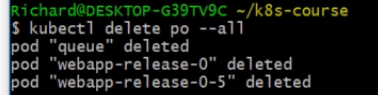 Richard@DESKTOP-G39TV9C ~/k8s-course
$ kubectl delete po --all
pod "queue" deleted
pod "webapp-release-0" deleted
pod "webapp-release-0-5" deleted